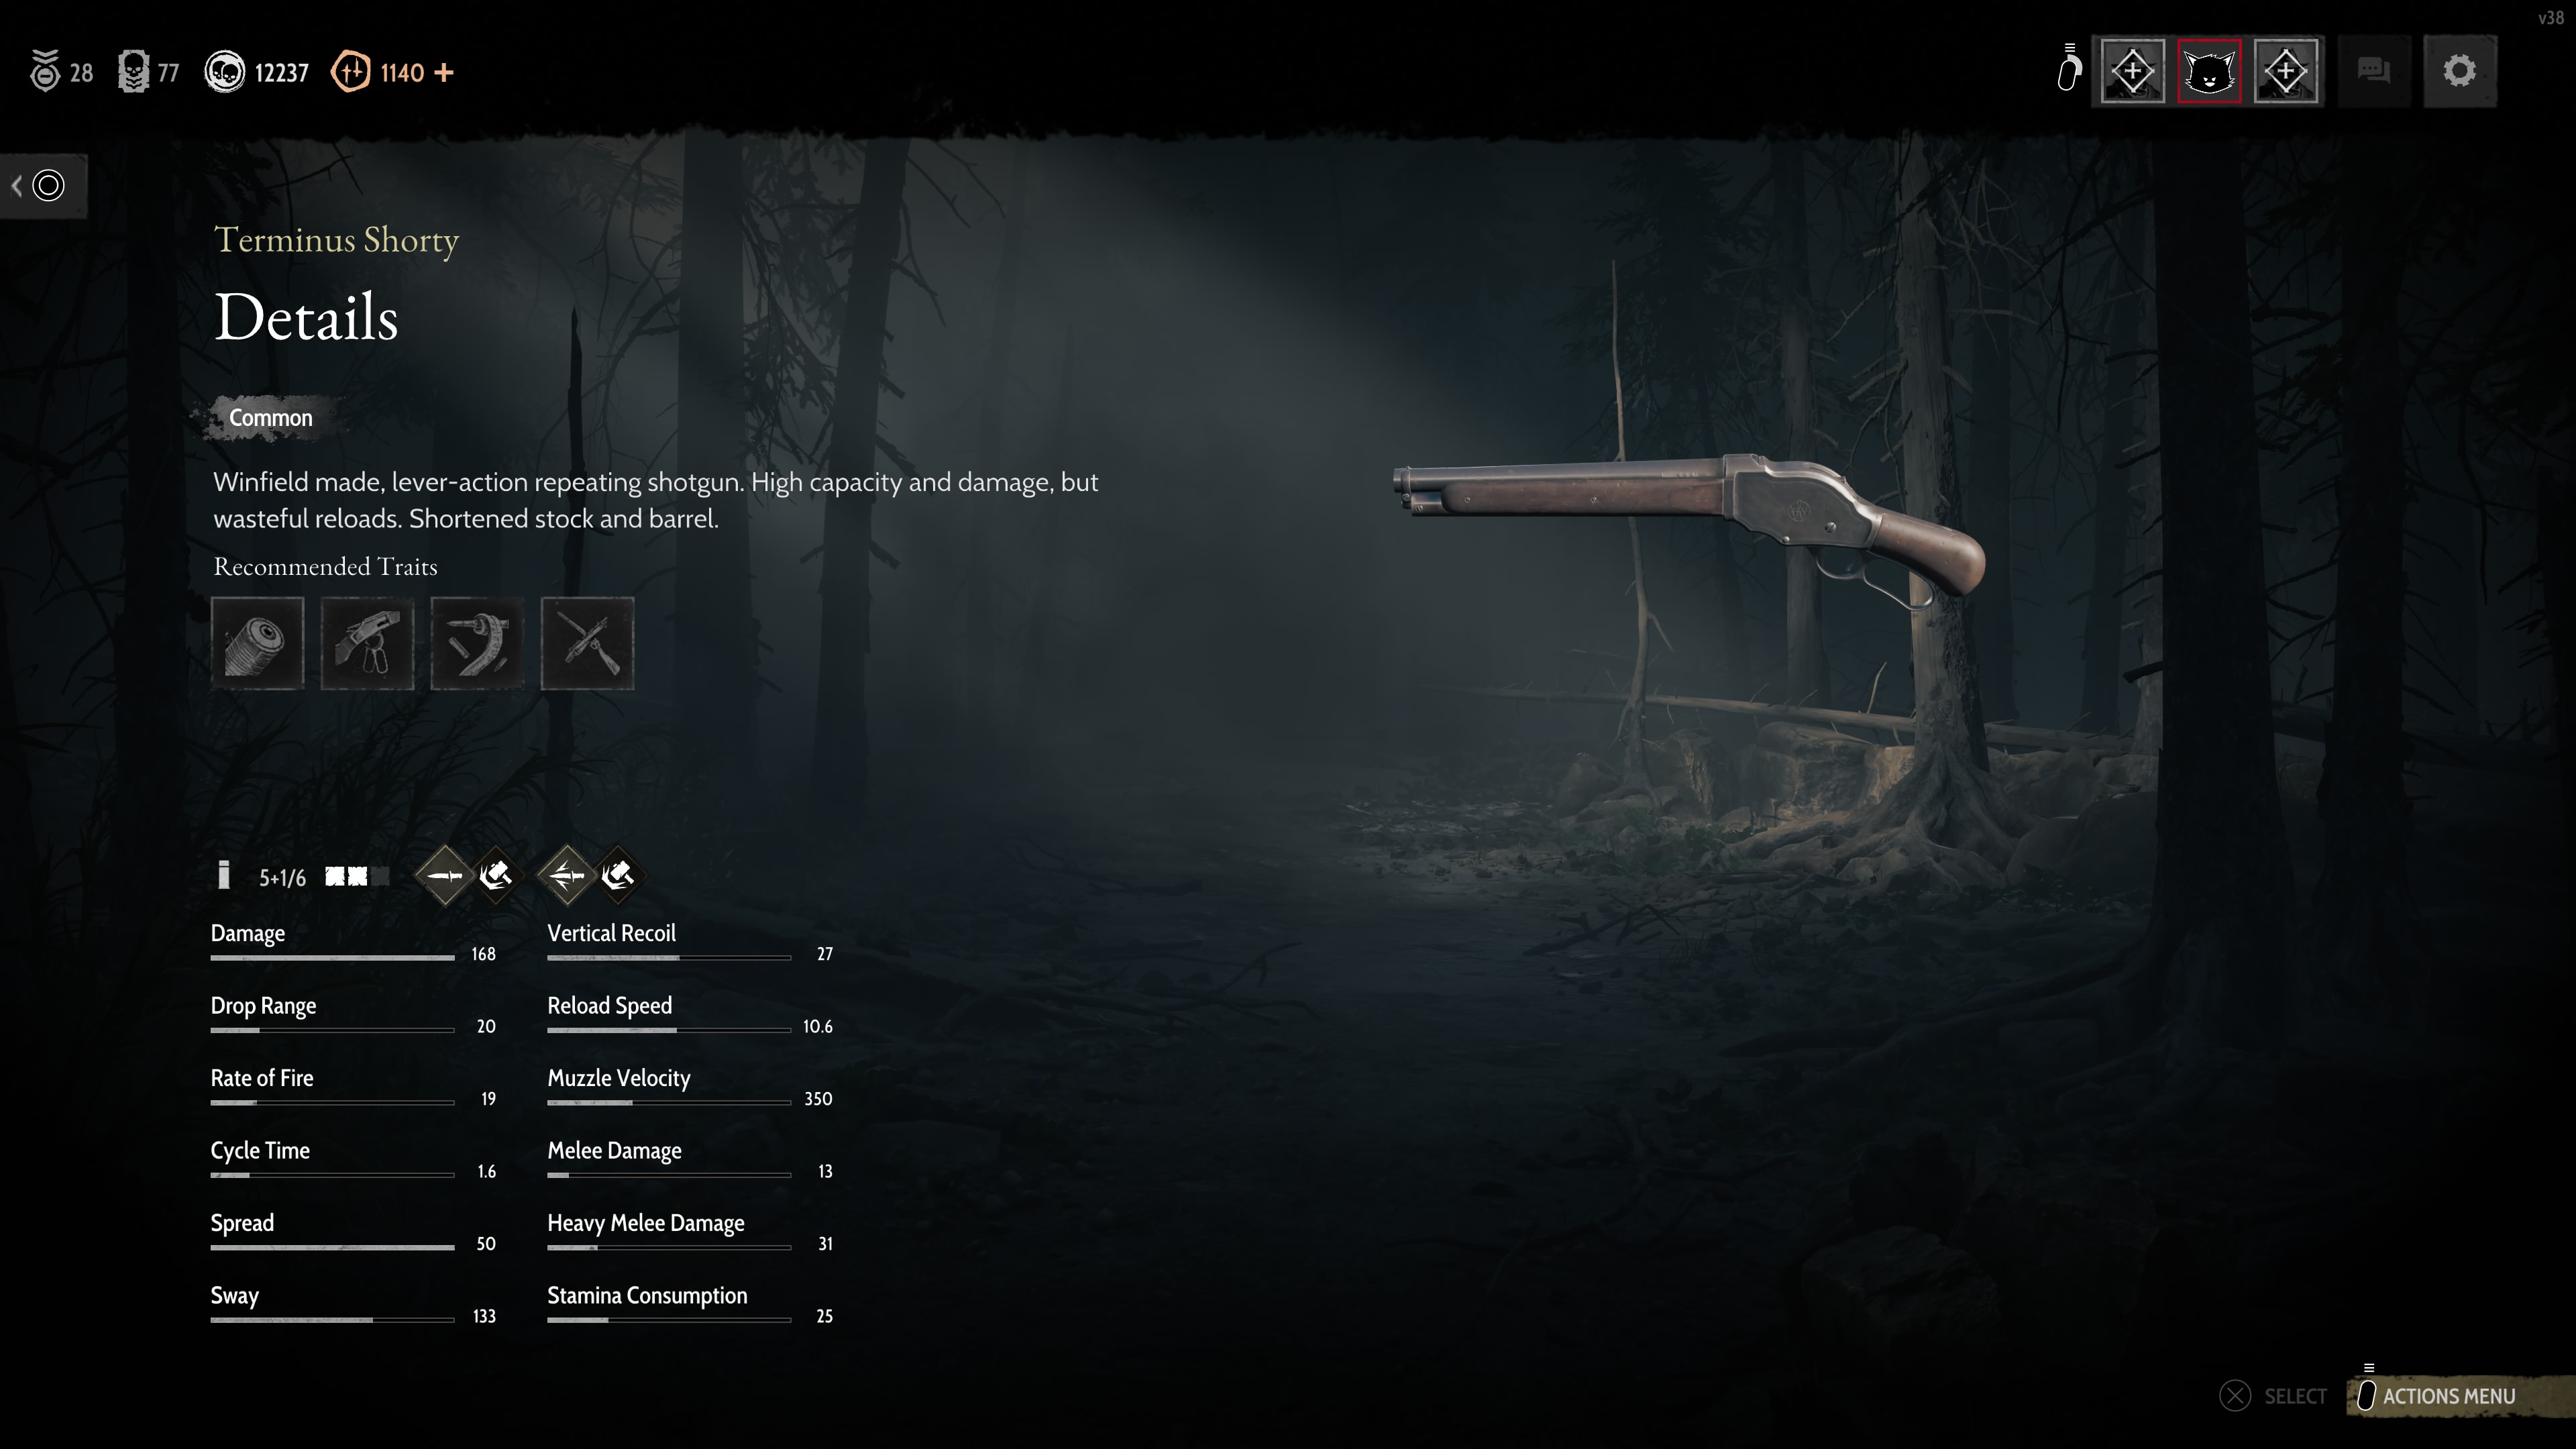 v38
28
77
12237
1140 +
Terminus Shorty
Details
Common
Winfield made, lever-action repeating shotgun. High capacity and damage, but
wasteful reloads. Shortened stock and barrel.
Recommended Traits
5+1/6
Damage
168
Vertical Recoil
27
Drop Range
20
Reload Speed
10.6
Rate of Fire
19
Muzzle Velocity
350
Cycle Time
1.6
Melee Damage
13
Spread
50
Heavy Melee Damage
31
Sway
133
Stamina Consumption
25
SELECT
ACTIONS MENU